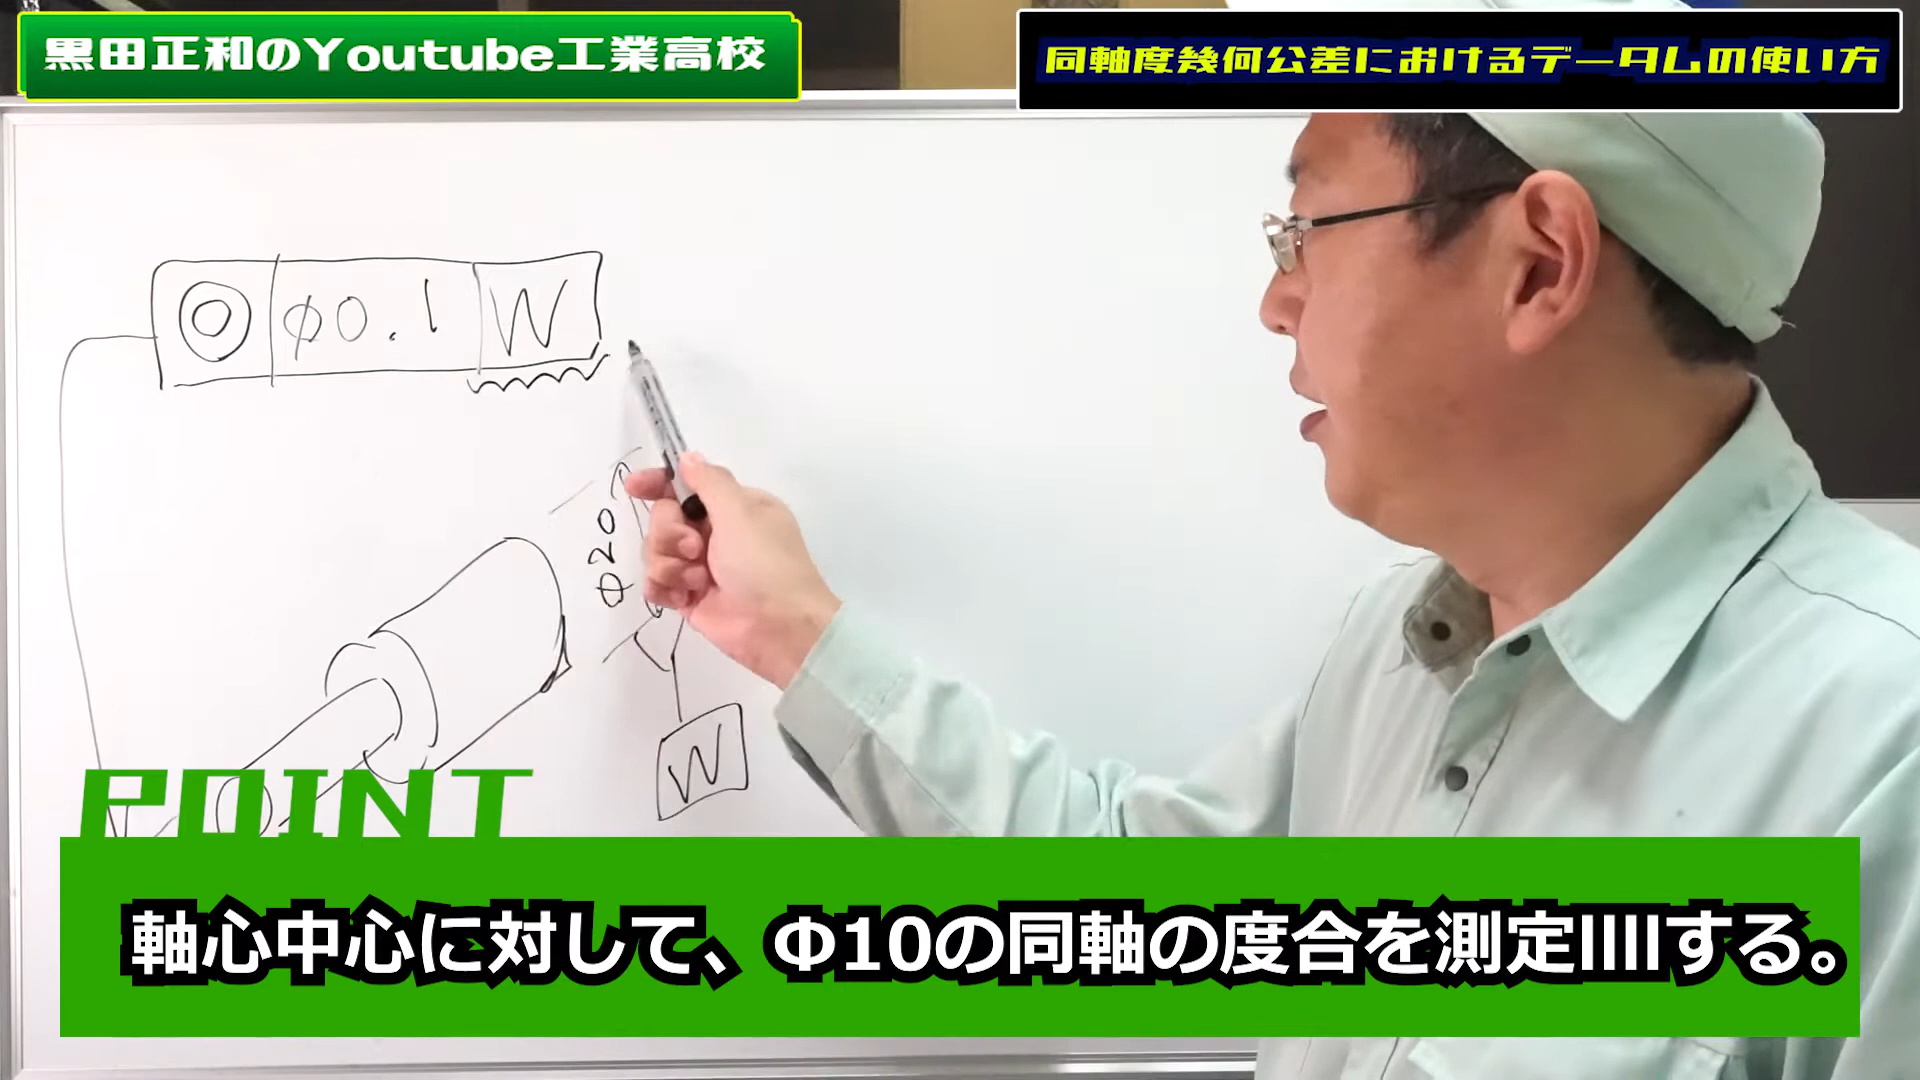 黒田正和のYoutube工業高校
同軸度幾何公差におけるデータムの使い方
◎ φ0.1 W
φ20
W
POINT
軸心中心に対して、Φ10の同軸の度合を測定IIIIする。